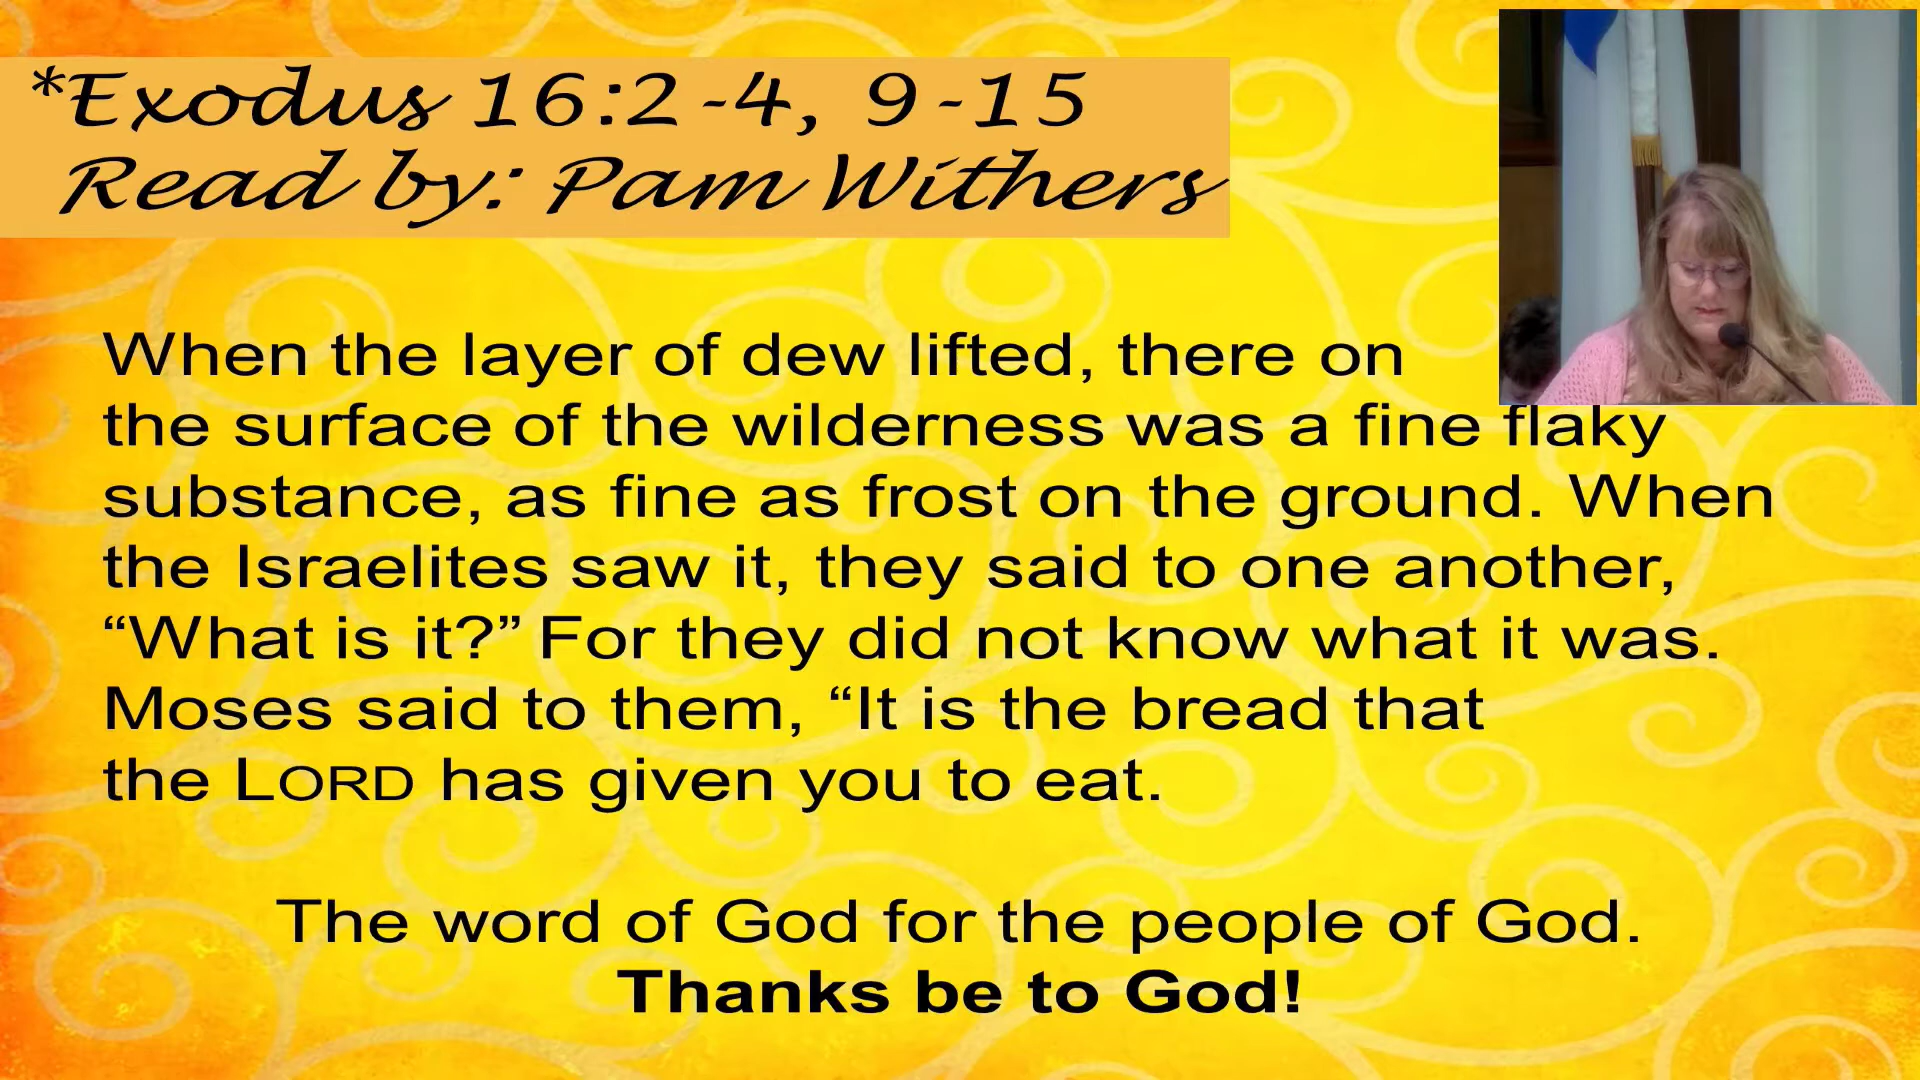 *Exodus 16:2-4, 9-15
Read by: Pam Withers
When the layer of dew lifted, there on
the surface of the wilderness was a fine flaky
substance, as fine as frost on the ground. When
the Israelites saw it, they said to one another,
“What is it?” For they did not know what it was.
Moses said to them, “It is the bread that
the LORD has given you to eat.
The word of God for the people of God.
Thanks be to God!